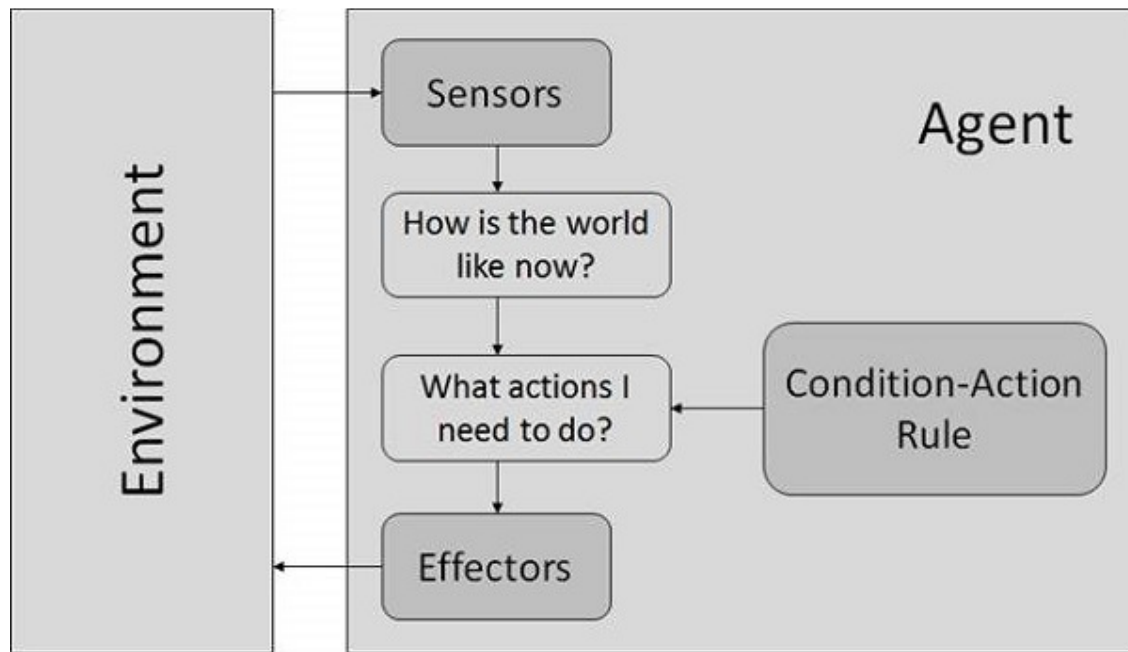 Environment
Agent
Sensors
How is the world
like now?
What actions I
need to do?
Condition-Action
Rule
Effectors